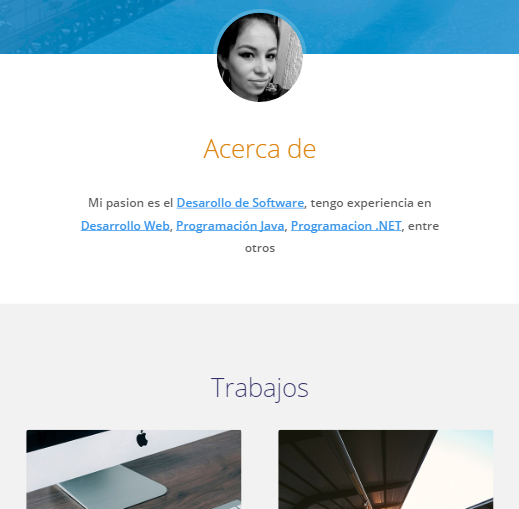 Acerca de
Mi pasion es el Desarollo de Software, tengo experiencia en
Desarrollo Web, Programación Java, Programacion .NET, entre
otros
Trabajos